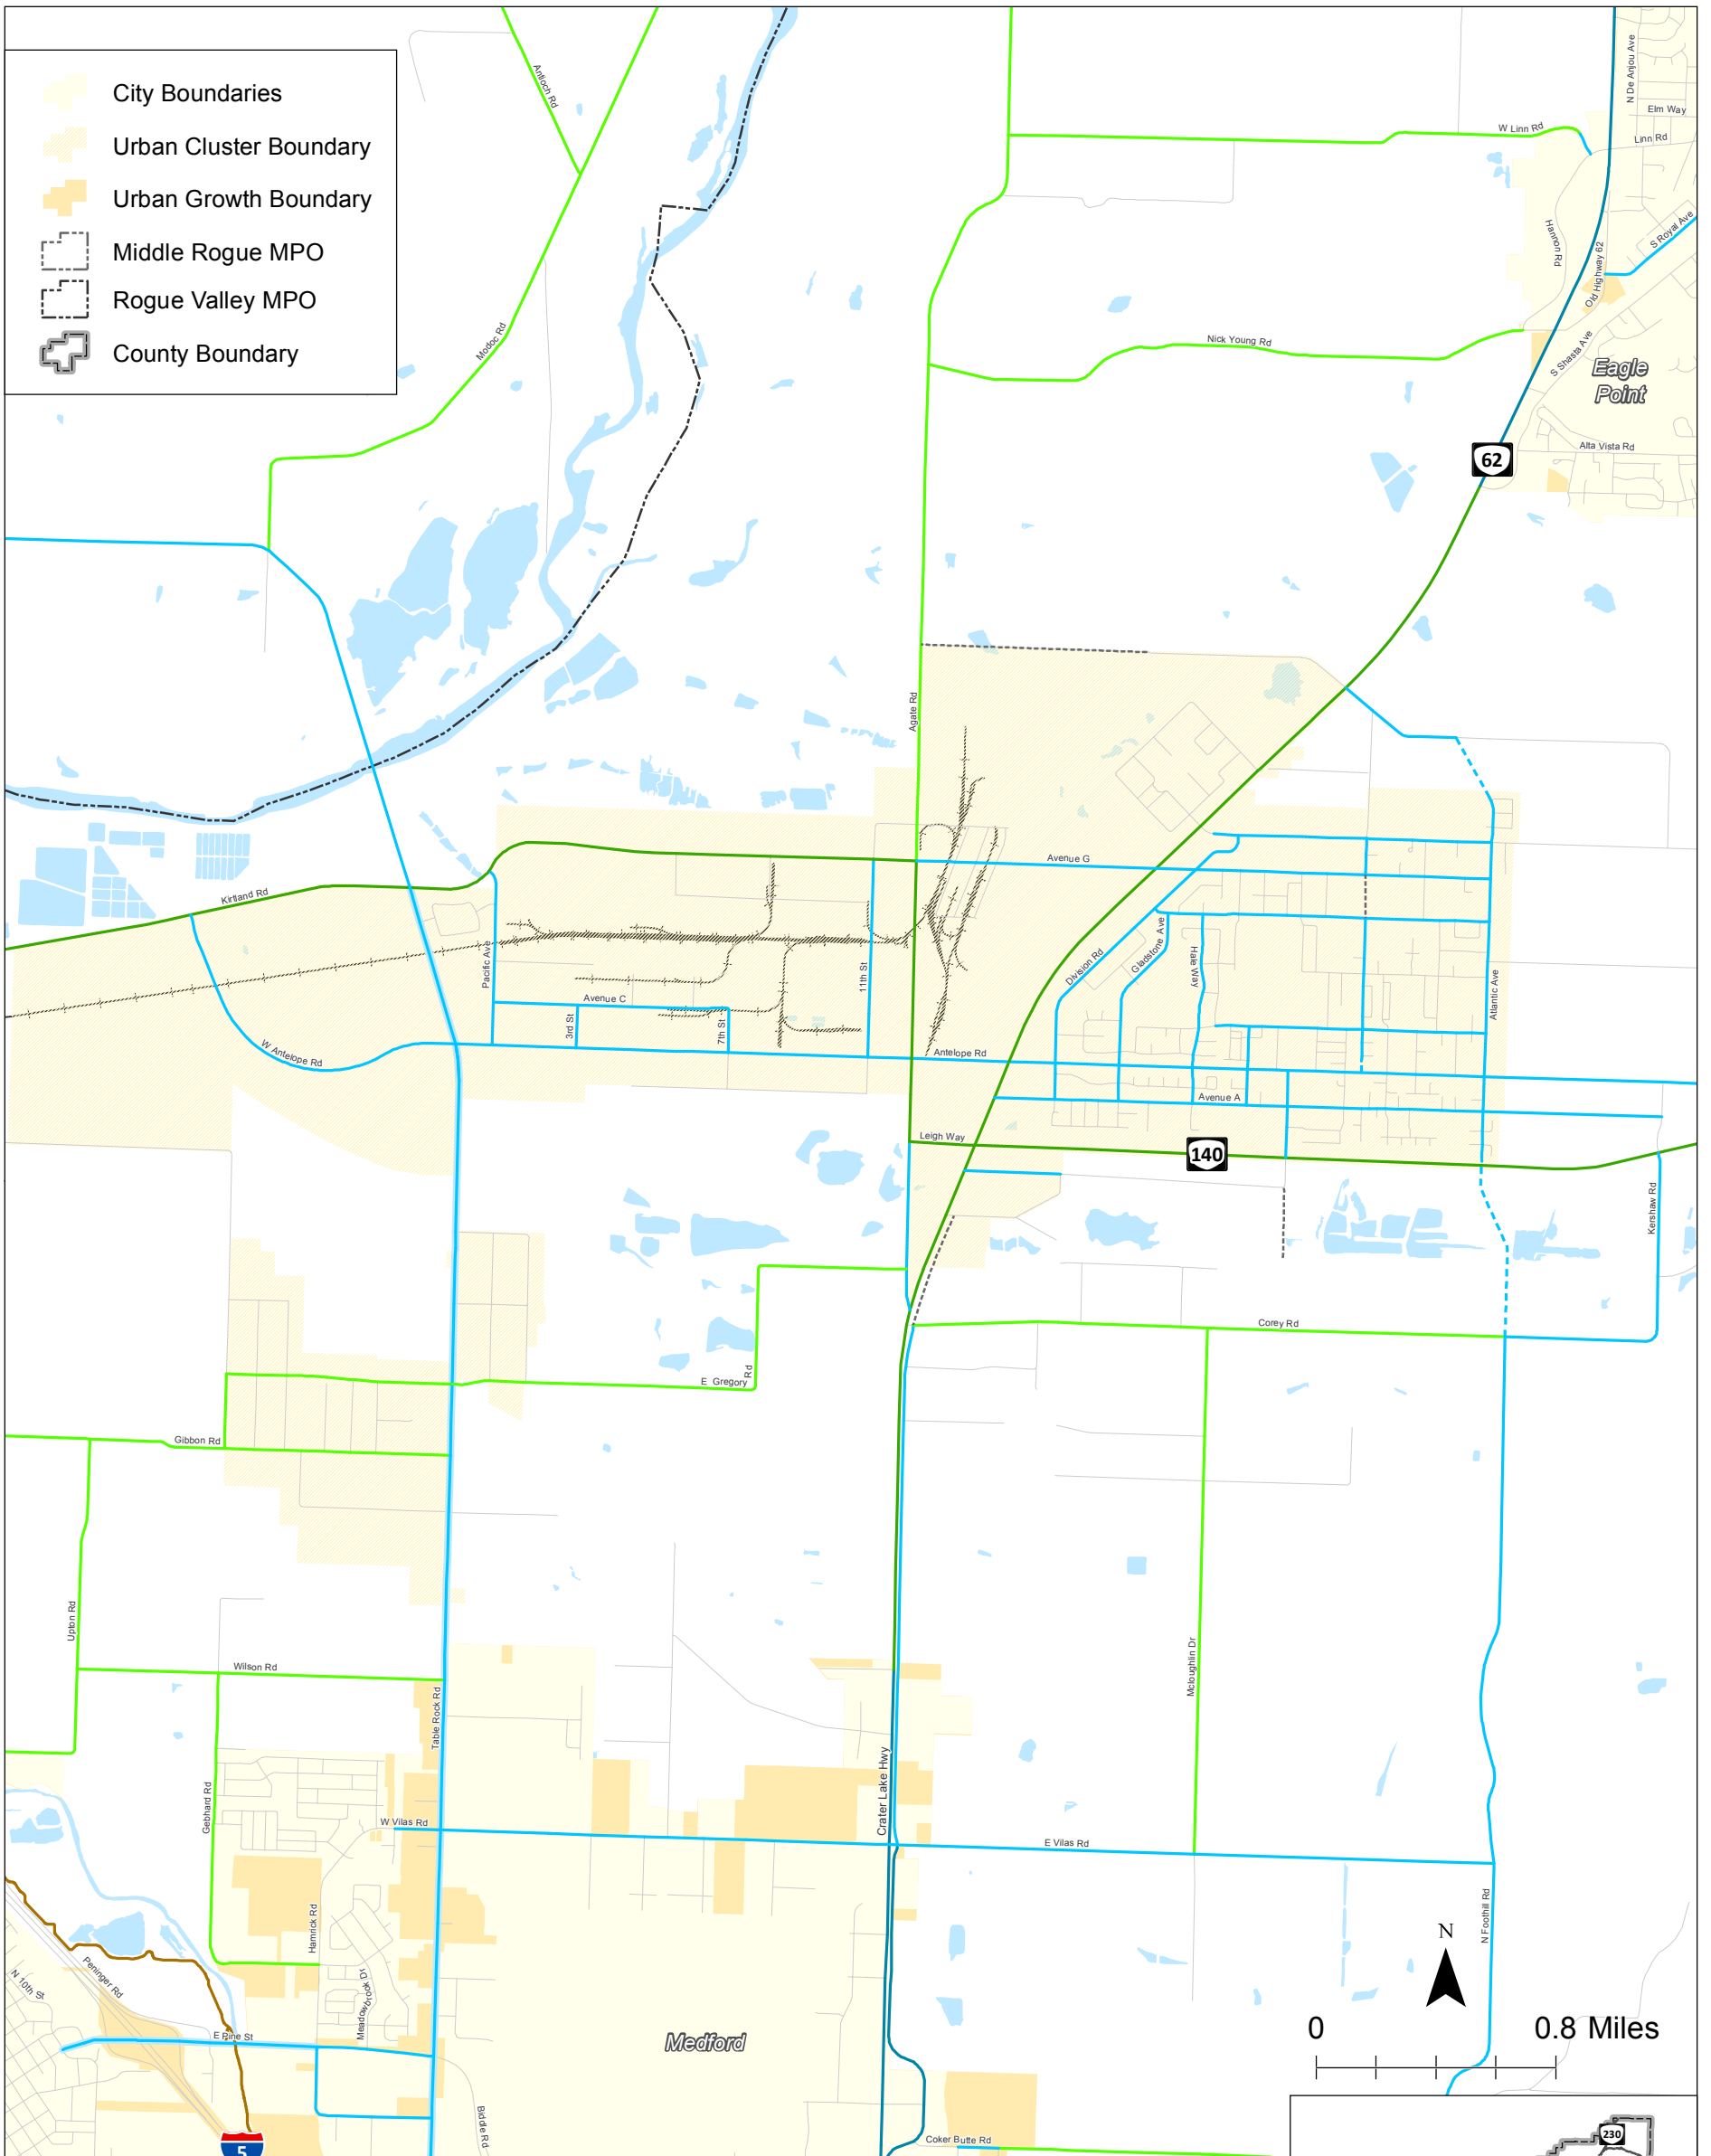 City Boundaries
Urban Cluster Boundary
Urban Growth Boundary
Middle Rogue MPO
Rogue Valley MPO
County Boundary
Antioch Rd
N De Anjou Ave
Elm Way
W Linn Rd
Linn Rd
S Royal Ave
Hannon Rd
Old Highway 62
Modoc Rd
Nick Young Rd
S Shasta Ave
Eagle
Point
Alta Vista Rd
62
Agate Rd
Avenue G
Kirtland Rd
Pacific Ave
11th St
Division Rd
Gladstone Ave
Hale Way
Atlantic Ave
Avenue C
3rd St
7th St
W Antelope Rd
Antelope Rd
Avenue A
Leigh Way
140
Kershaw Rd
Corey Rd
E Gregory
Rd
Gibbon Rd
Upton Rd
Wilson Rd
Table Rock Rd
Mcloughlin Dr
Crater Lake Hwy
Gebhard Rd
W Vilas Rd
E Vilas Rd
Hamrick Rd
N Foothill Rd
N
Peninger Rd
N 10th St
Meadowbrook Dr
E Pine St
Medford
0
0.8 Miles
Biddle Rd
5
Coker Butte Rd
230